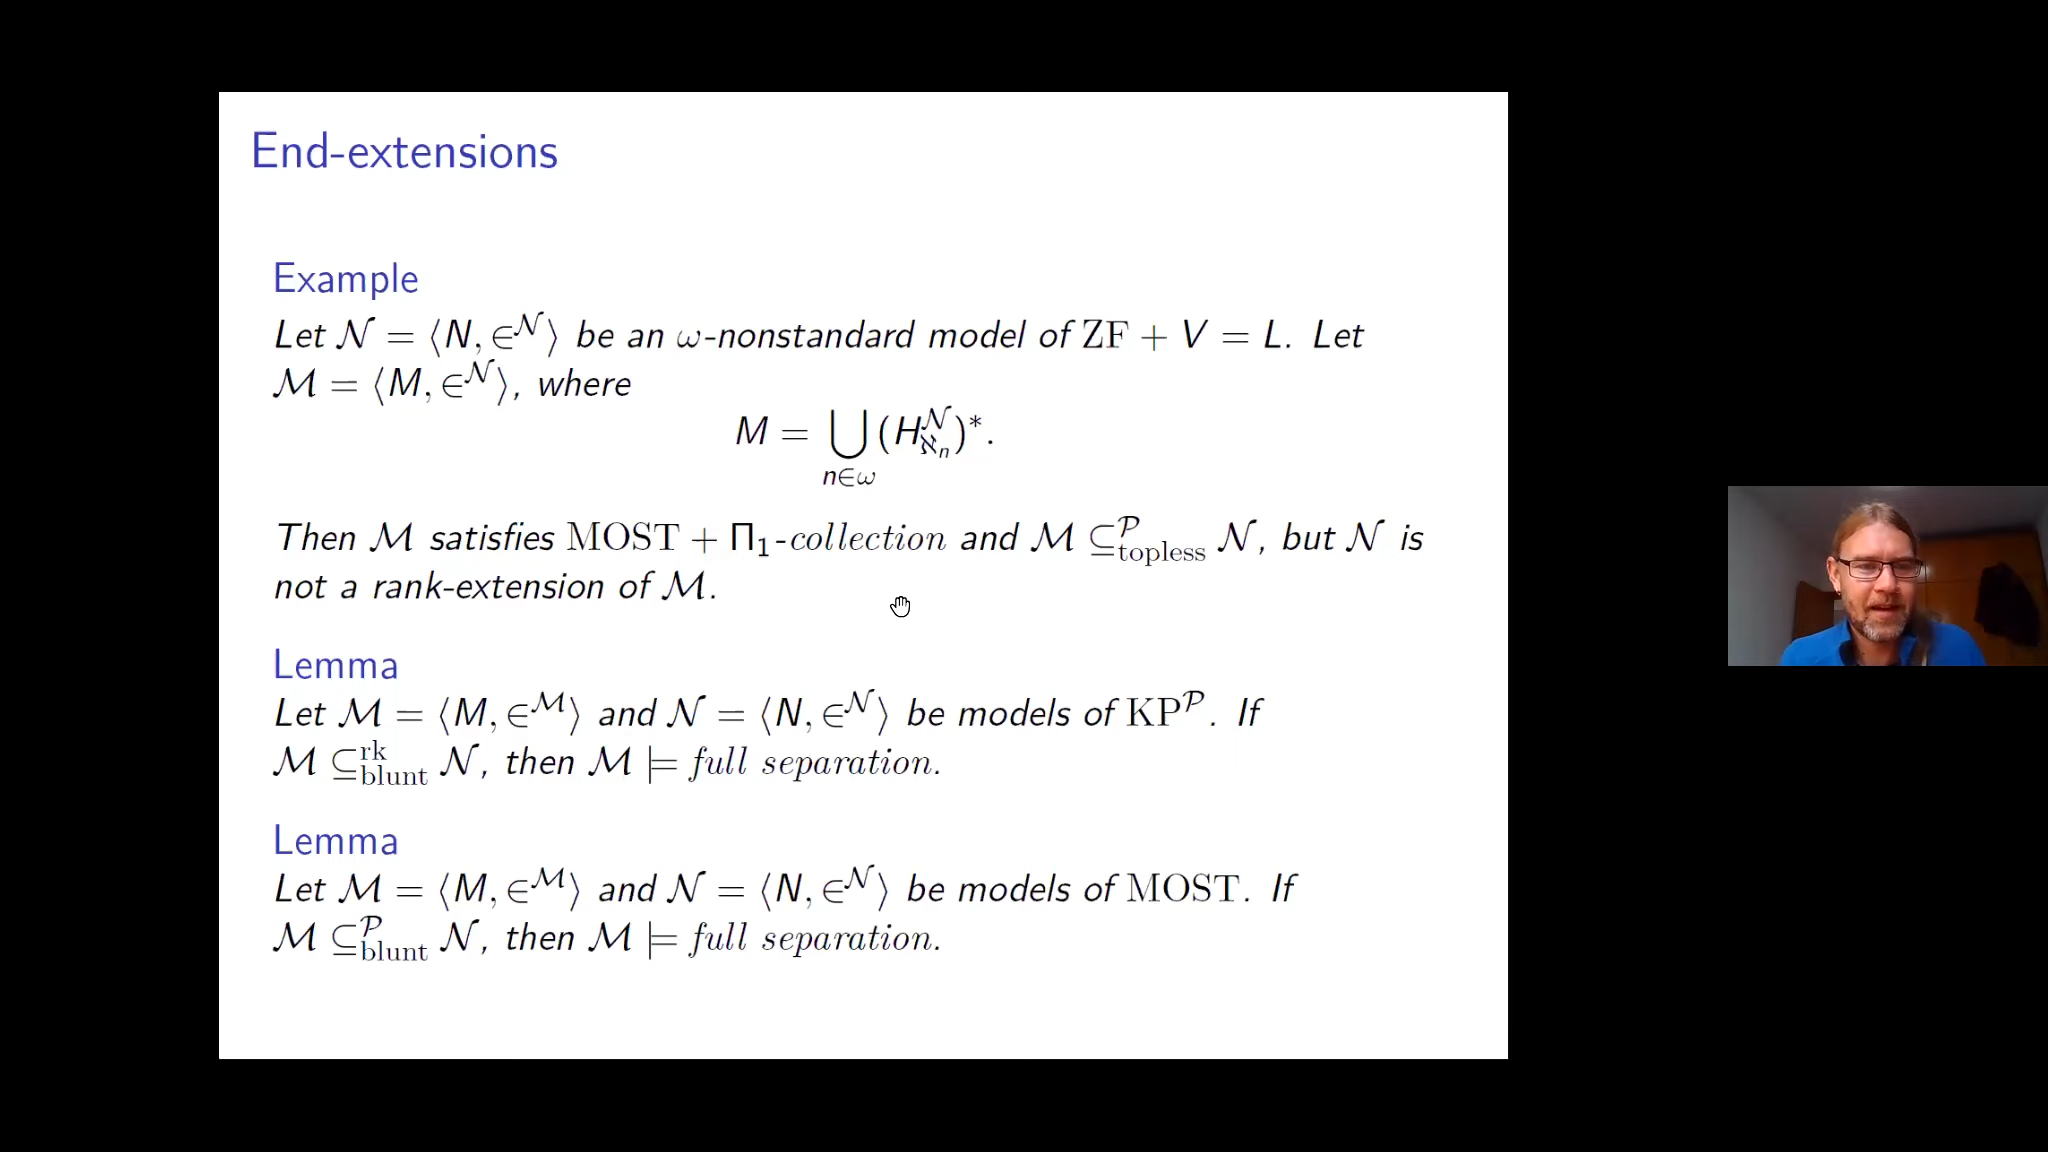 End-extensions
Example
Let 𝒩 = ⟨N, ∈^𝒩⟩ be an ω-nonstandard model of ZF + V = L. Let
ℳ = ⟨M, ∈^𝒩⟩, where
M = ⋃_{n∈ω} (H^𝒩_{ℵ_n})*.
Then ℳ satisfies MOST + Π₁-collection and ℳ ⊆^𝒫_topless 𝒩, but 𝒩 is
not a rank-extension of ℳ.
Lemma
Let ℳ = ⟨M, ∈^ℳ⟩ and 𝒩 = ⟨N, ∈^𝒩⟩ be models of KP^𝒫. If
ℳ ⊆^rk_blunt 𝒩, then ℳ ⊨ full separation.
Lemma
Let ℳ = ⟨M, ∈^ℳ⟩ and 𝒩 = ⟨N, ∈^𝒩⟩ be models of MOST. If
ℳ ⊆^𝒫_blunt 𝒩, then ℳ ⊨ full separation.